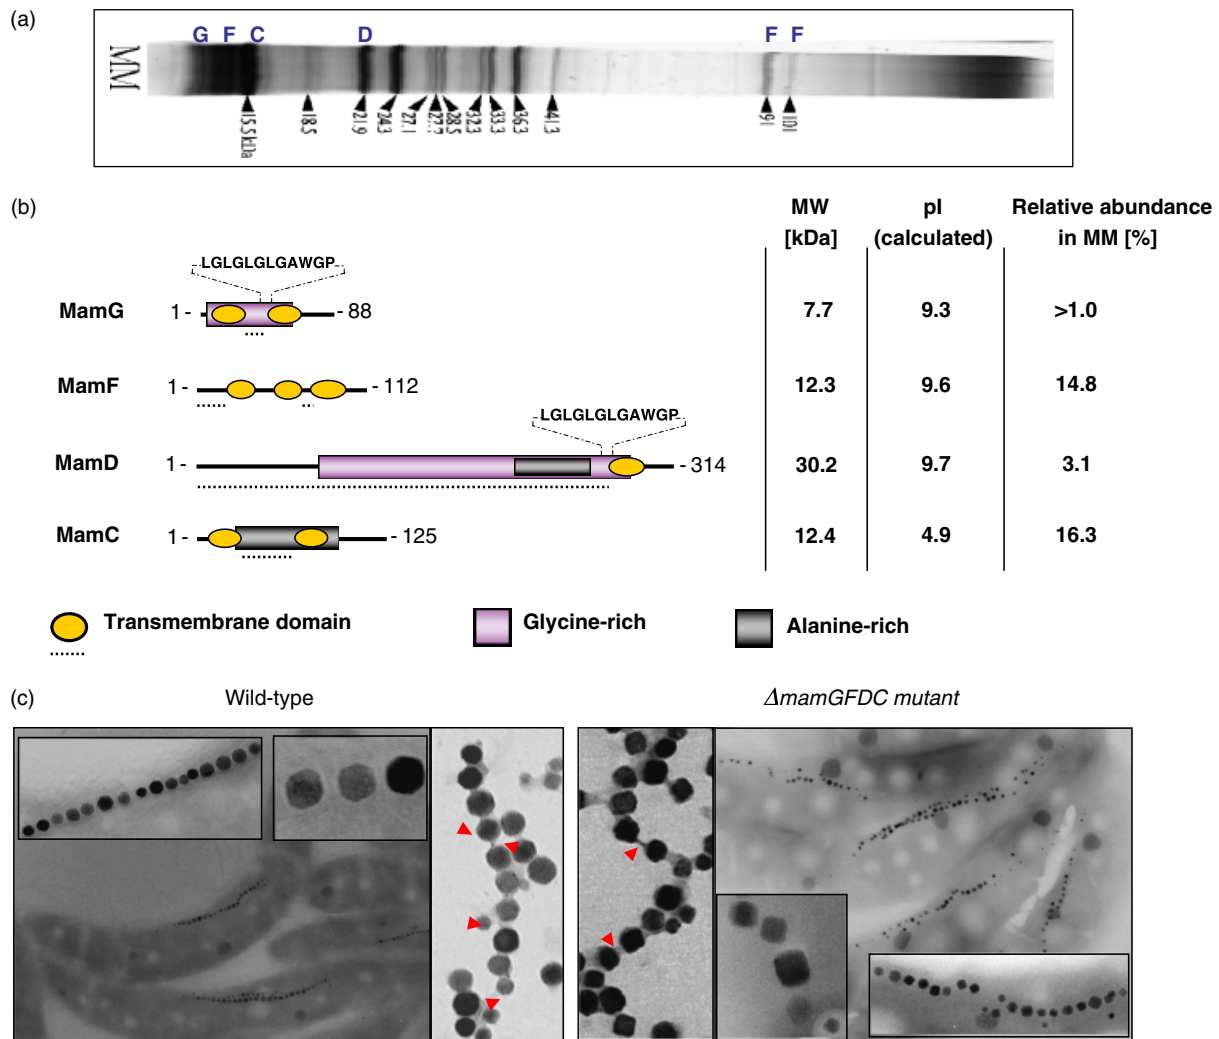 (a)
G F C D F F
MM
15.5 kDa 18.5 21.9 24.3 27.1 27.7 28.5 32.3 33.3 36.3 41.3 91 101
(b)
MW [kDa]
pI (calculated)
Relative abundance in MM [%]
LGLGLGLGAWGP
MamG 1 - - 88 7.7 9.3 >1.0
MamF 1 - - 112 12.3 9.6 14.8
LGLGLGLGAWGP
MamD 1 - - 314 30.2 9.7 3.1
MamC 1 - - 125 12.4 4.9 16.3
Transmembrane domain Glycine-rich Alanine-rich
(c)
Wild-type ΔmamGFDC mutant